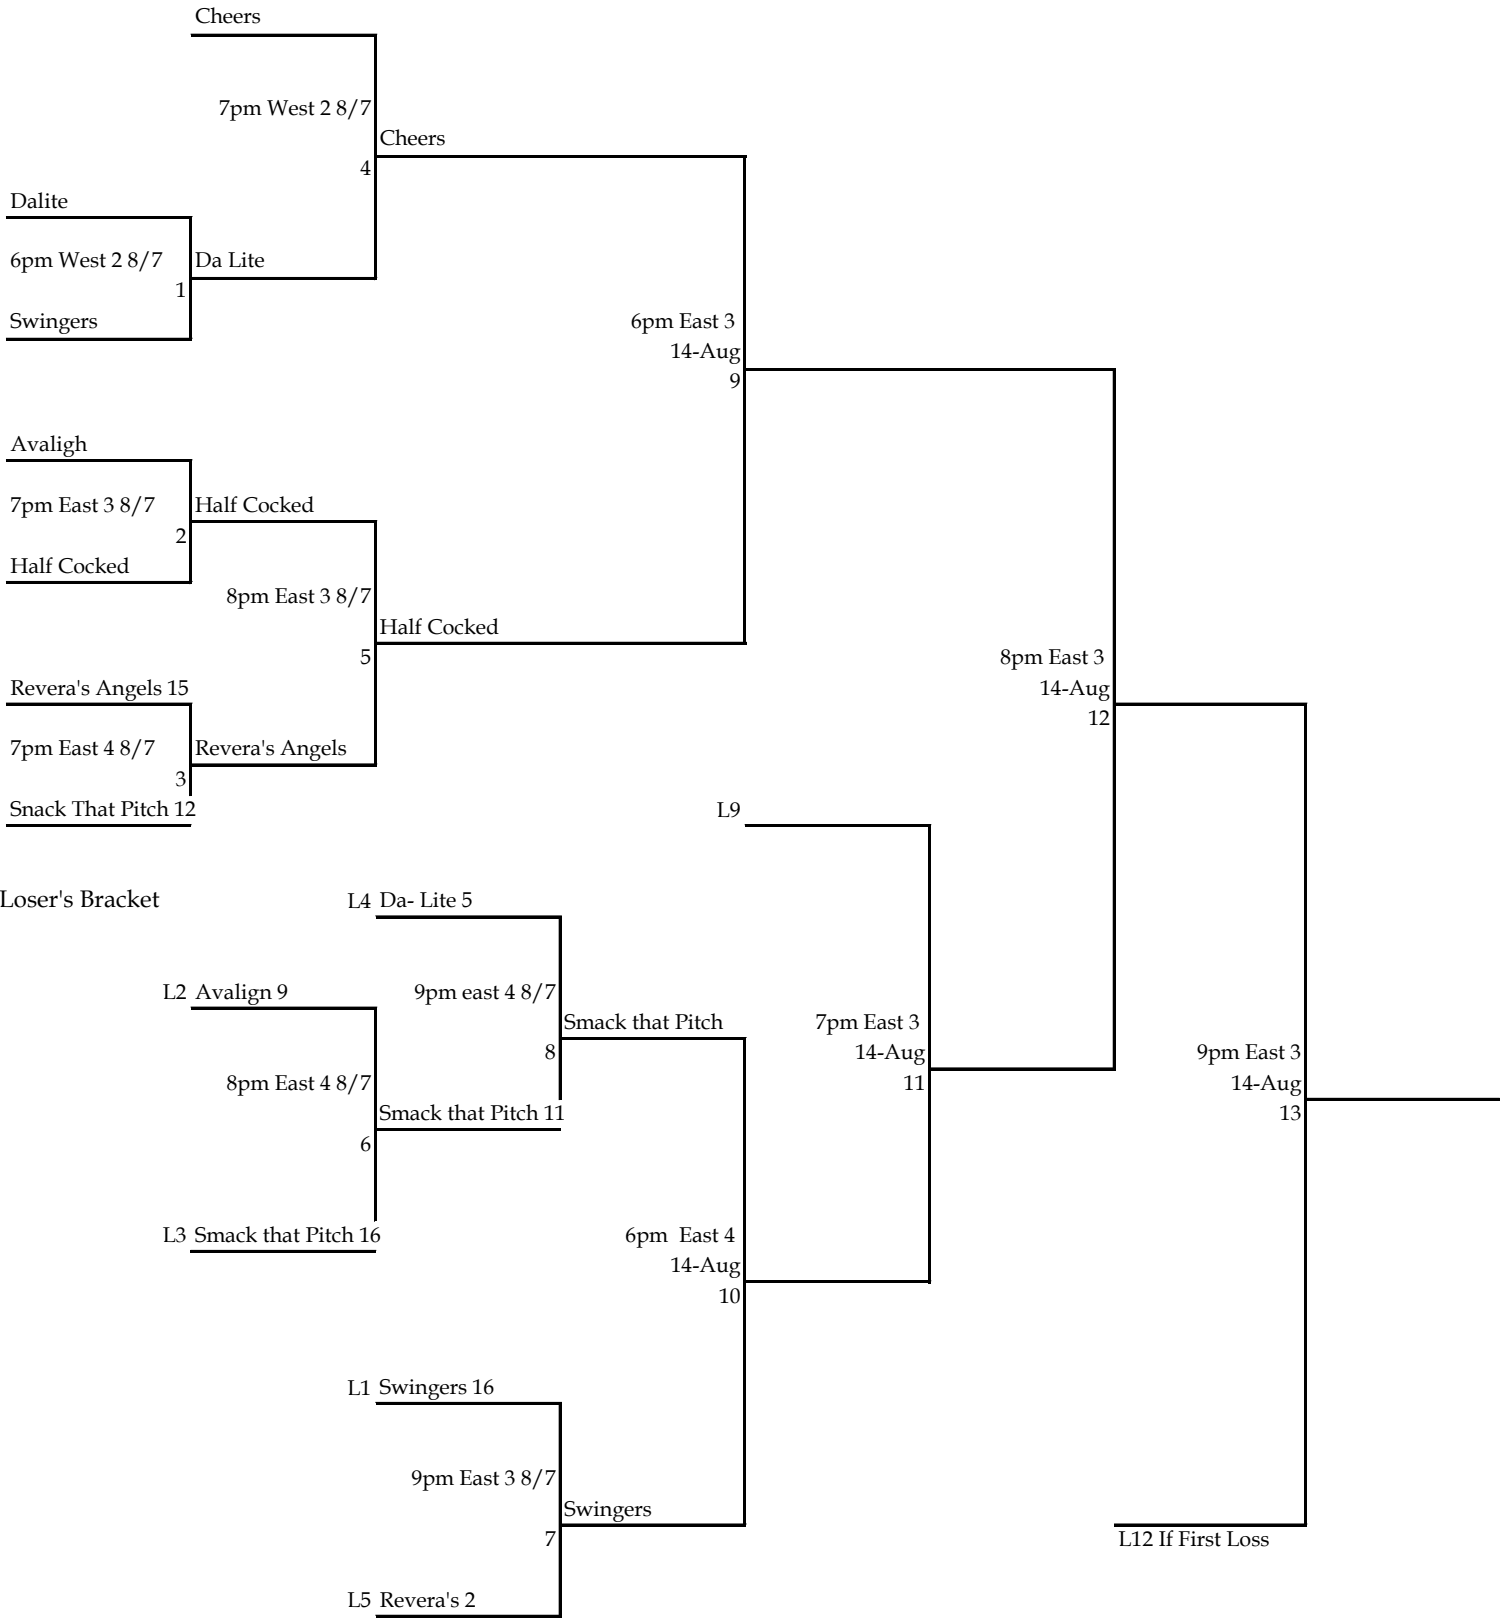 Cheers
7pm West 2 8/7
Cheers
4
Dalite
6pm West 2 8/7
Da Lite
1
Swingers
6pm East 3
14-Aug
9
Avaligh
7pm East 3 8/7
Half Cocked
2
Half Cocked
8pm East 3 8/7
Half Cocked
5
8pm East 3
14-Aug
12
Revera's Angels 15
7pm East 4 8/7
Revera's Angels
3
Snack That Pitch 12
L9
Loser's Bracket
L4 Da- Lite 5
L2 Avalign 9
9pm east 4 8/7
Smack that Pitch
8
7pm East 3
14-Aug
11
9pm East 3
14-Aug
13
8pm East 4 8/7
Smack that Pitch 11
6
L3 Smack that Pitch 16
6pm  East 4
14-Aug
10
L1 Swingers 16
9pm East 3 8/7
Swingers
7
L12 If First Loss
L5 Revera's 2